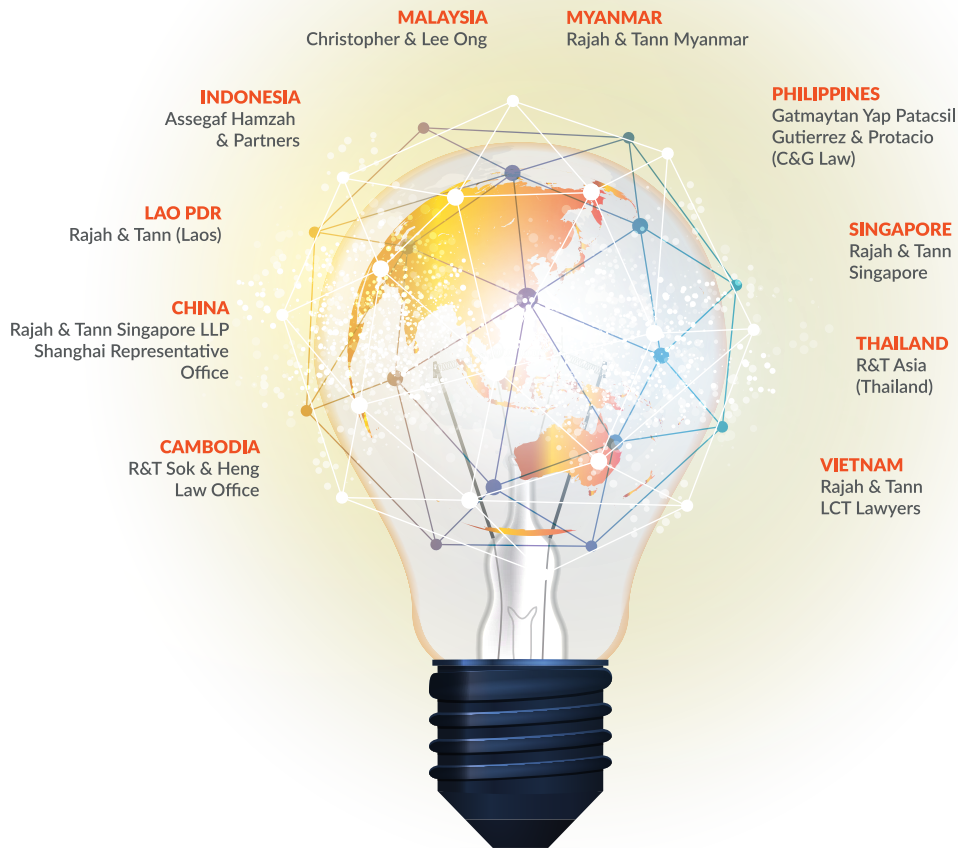 MALAYSIA
Christopher & Lee Ong
MYANMAR
Rajah & Tann Myanmar
INDONESIA
Assegaf Hamzah
& Partners
PHILIPPINES
Gatmaytan Yap Patacsil
Gutierrez & Protacio
(C&G Law)
LAO PDR
Rajah & Tann (Laos)
SINGAPORE
Rajah & Tann
Singapore
CHINA
Rajah & Tann Singapore LLP
Shanghai Representative
Office
THAILAND
R&T Asia
(Thailand)
CAMBODIA
R&T Sok & Heng
Law Office
VIETNAM
Rajah & Tann
LCT Lawyers